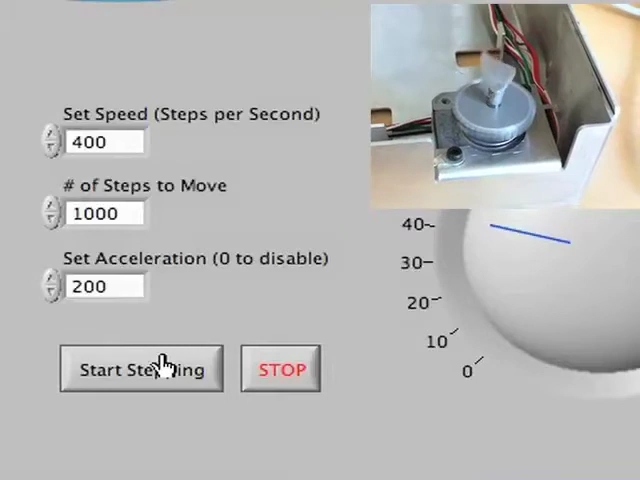 Set Speed (Steps per Second)
400
# of Steps to Move
1000
Set Acceleration (0 to disable)
200
Start
STOP
40
30
20
10
0